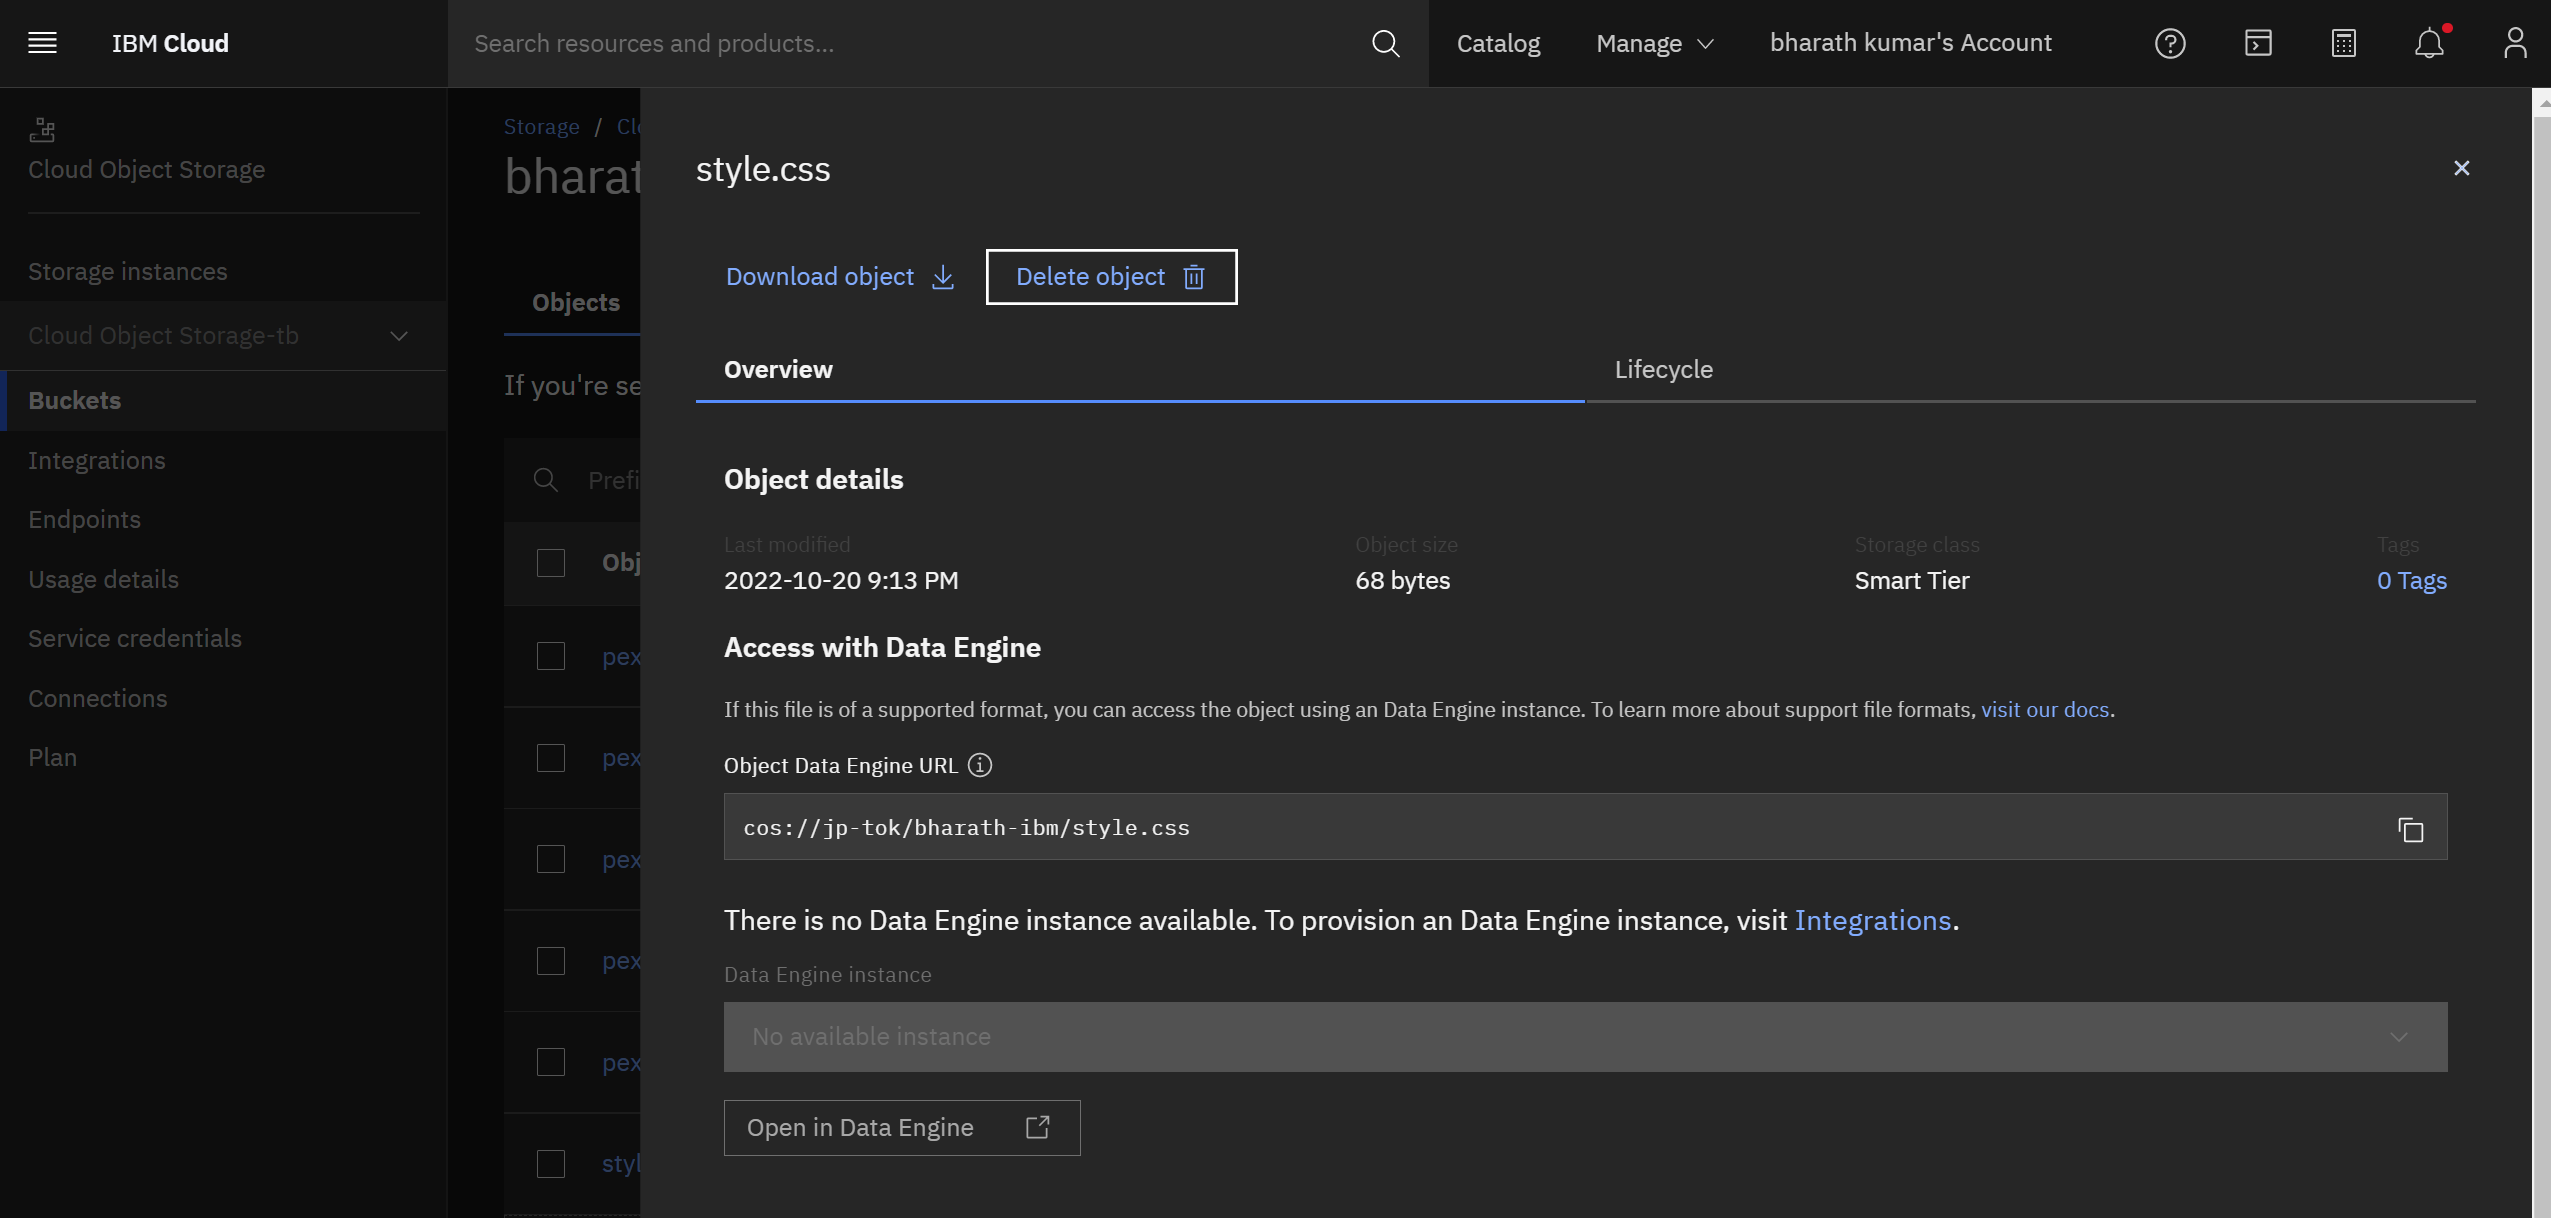 IBM Cloud
Search resources and products...
Catalog
Manage
bharath kumar's Account
Cloud Object Storage
Storage instances
Cloud Object Storage-tb
Buckets
Integrations
Endpoints
Usage details
Service credentials
Connections
Plan
Storage / Clo
bharat
Objects
If you're se
Prefi
Obj
pex
pex
pex
pex
pex
styl
style.css
Download object
Delete object
Overview
Lifecycle
Object details
Last modified
2022-10-20 9:13 PM
Object size
68 bytes
Storage class
Smart Tier
Tags
0 Tags
Access with Data Engine
If this file is of a supported format, you can access the object using an Data Engine instance. To learn more about support file formats, visit our docs.
Object Data Engine URL
cos://jp-tok/bharath-ibm/style.css
There is no Data Engine instance available. To provision an Data Engine instance, visit Integrations.
Data Engine instance
No available instance
Open in Data Engine